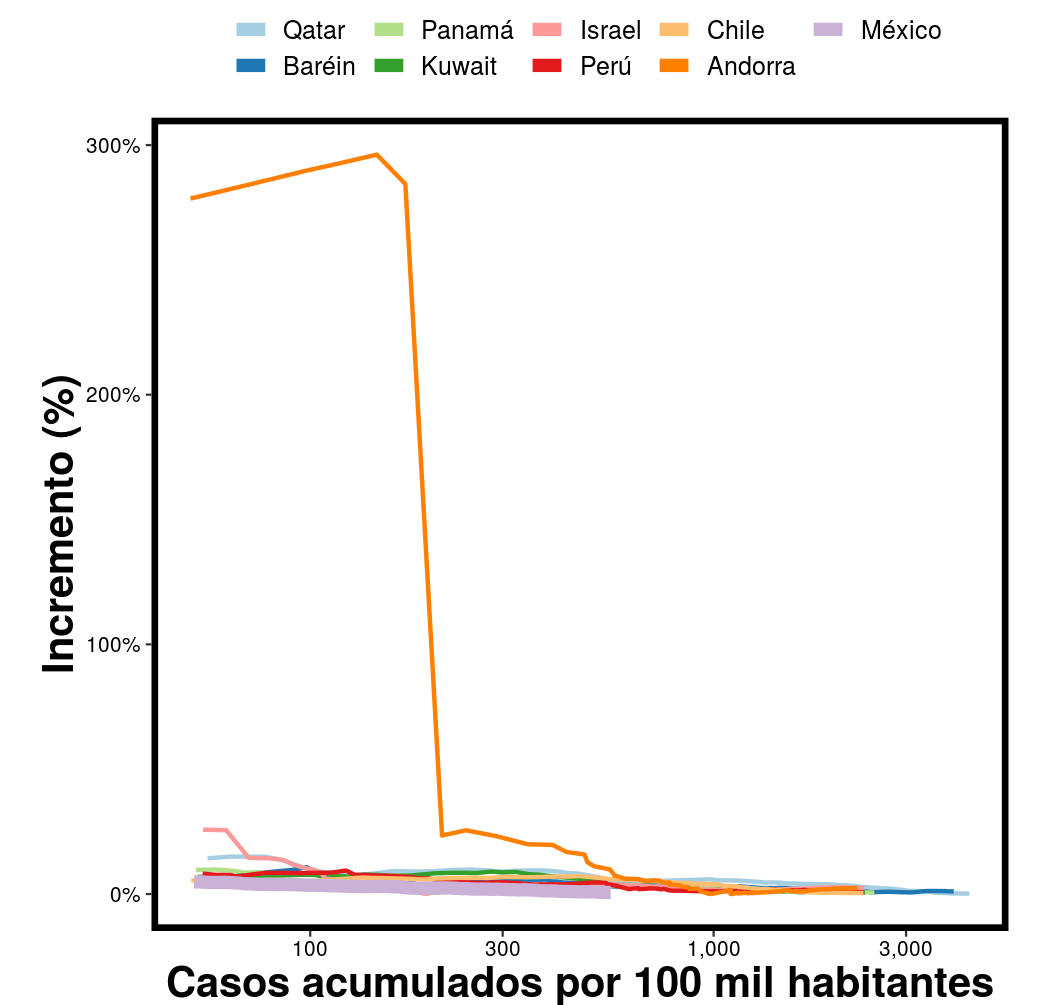 Qatar Panamá Israel Chile México
Baréin Kuwait Perú Andorra
300%
200%
100%
0%
Incremento (%)
100 300 1,000 3,000
Casos acumulados por 100 mil habitantes